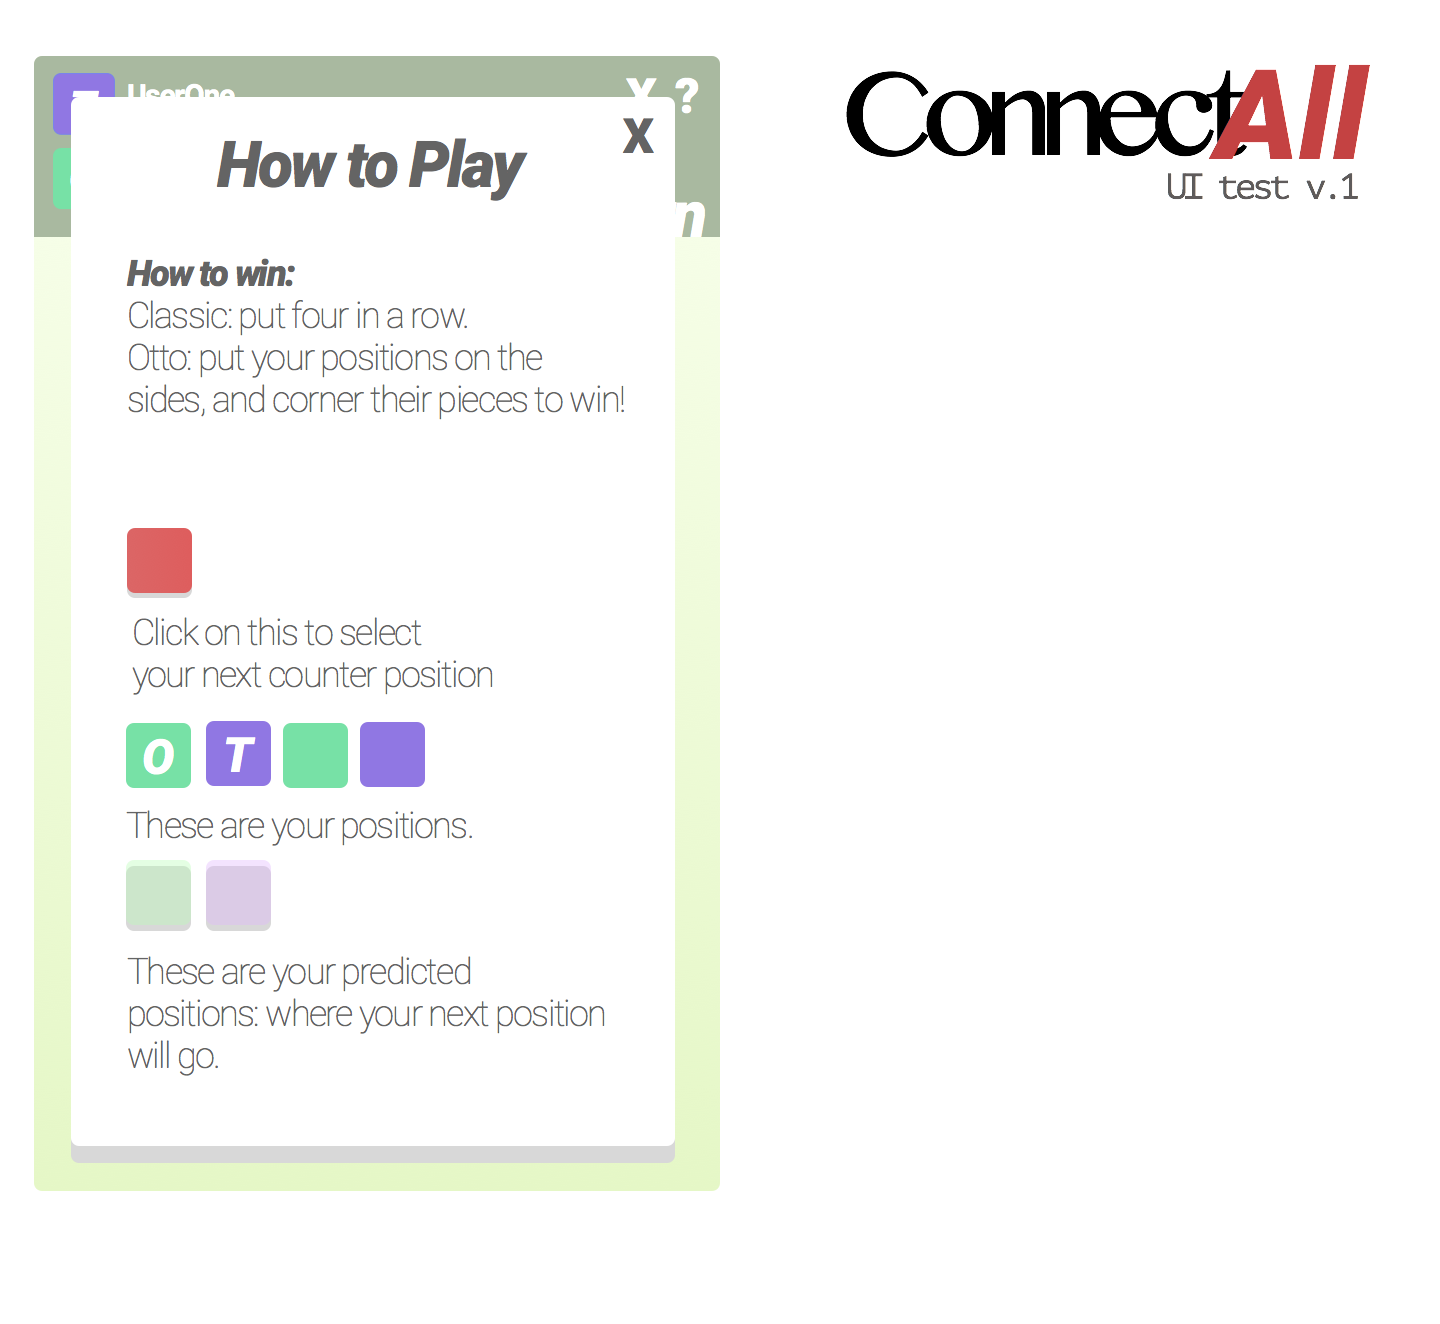 UserOne
X ?
X
How to Play
How to win:
Classic: put four in a row.
Otto: put your positions on the
sides, and corner their pieces to win!
Click on this to select
your next counter position
O T
These are your positions.
These are your predicted
positions: where your next position
will go.
ConnectAll
UI test v.1